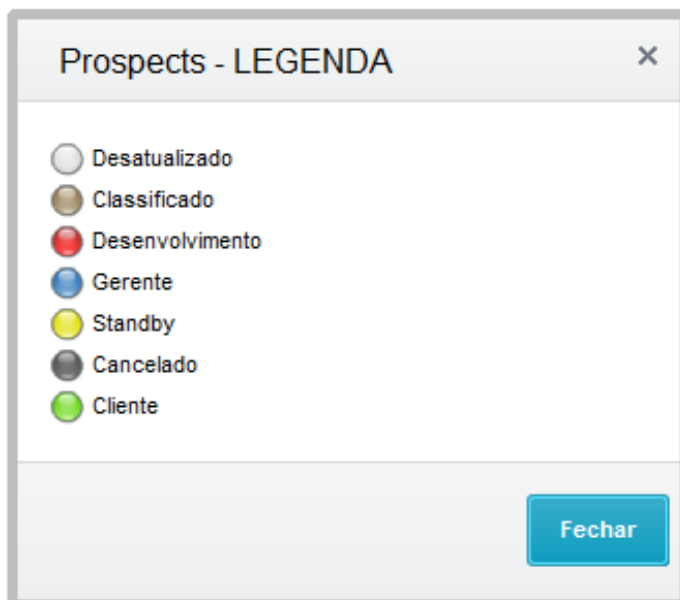 Prospects - LEGENDA
Desatualizado
Classificado
Desenvolvimento
Gerente
Standby
Cancelado
Cliente
Fechar